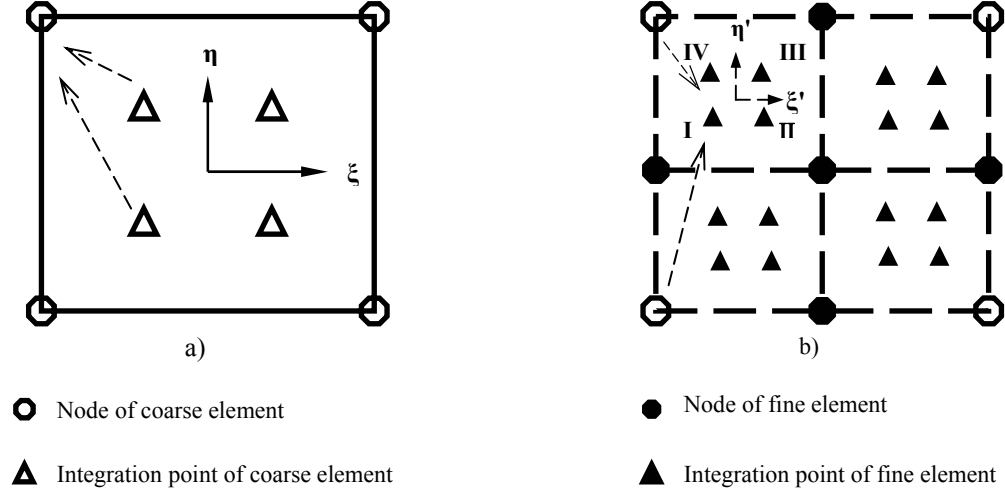 η
ξ
a)
IV
III
η'
ξ'
I
Π
b)
Node of coarse element
Node of fine element
Integration point of coarse element
Integration point of fine element